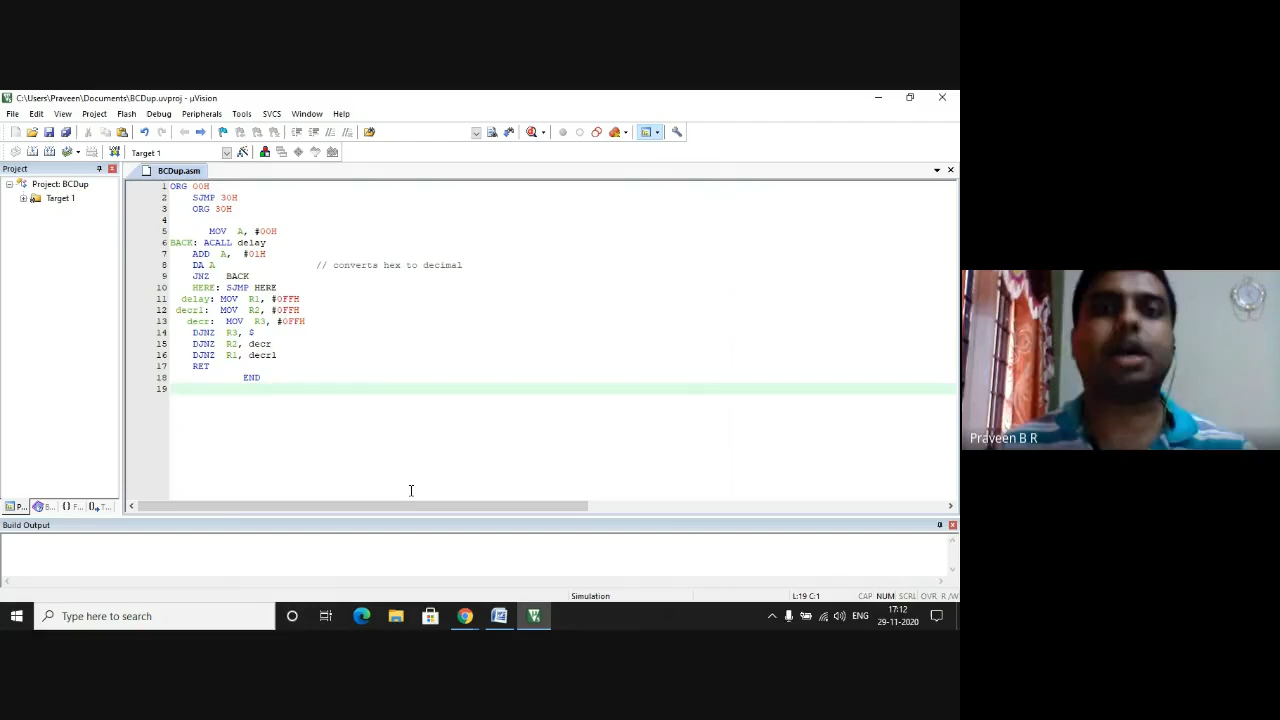 C:\Users\Praveen\Documents\BCDup.uvproj - µVision
File Edit View Project Flash Debug Peripherals Tools SVCS Window Help
Target 1
Project
BCDup.asm
Project: BCDup
Target 1
1 ORG 00H
2 SJMP 30H
3 ORG 30H
4
5 MOV A, #00H
6 BACK: ACALL delay
7 ADD A, #01H
8 DA A // converts hex to decimal
9 JNZ BACK
10 HERE: SJMP HERE
11 delay: MOV R1, #0FFH
12 decr1: MOV R2, #0FFH
13 decr: MOV R3, #0FFH
14 DJNZ R3, $
15 DJNZ R2, decr
16 DJNZ R1, decr1
17 RET
18 END
19
P... B... {} F... T...
Build Output
Simulation L:19 C:1 CAP NUM SCRL OVR R/W
Type here to search
ENG
17:12
29-11-2020
Praveen B R